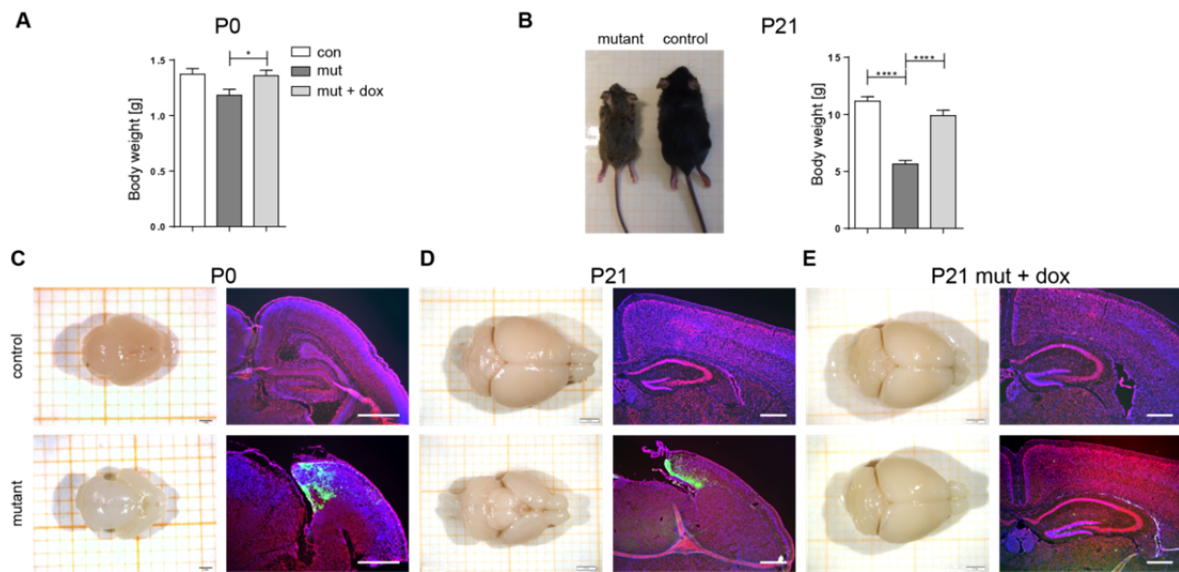 A
P0
Body weight [g]
1.5
1.0
0.5
0.0
*
con
mut
mut + dox
B
P21
mutant control
Body weight [g]
15
10
5
0
****
****
C
P0
D
P21
E
P21 mut + dox
control
mutant